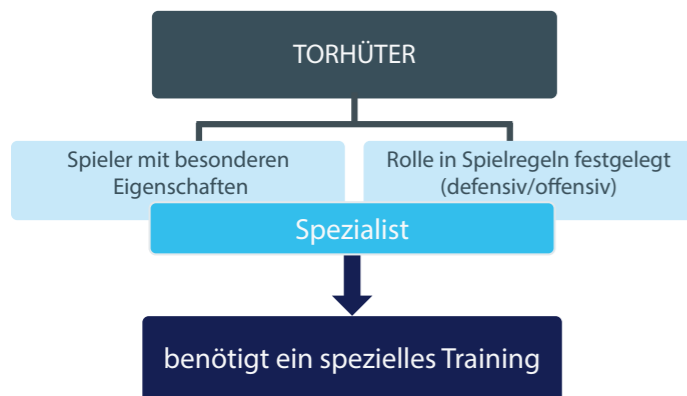 TORHÜTER
Spieler mit besonderen
Eigenschaften
Rolle in Spielregeln festgelegt
(defensiv/offensiv)
Spezialist
benötigt ein spezielles Training